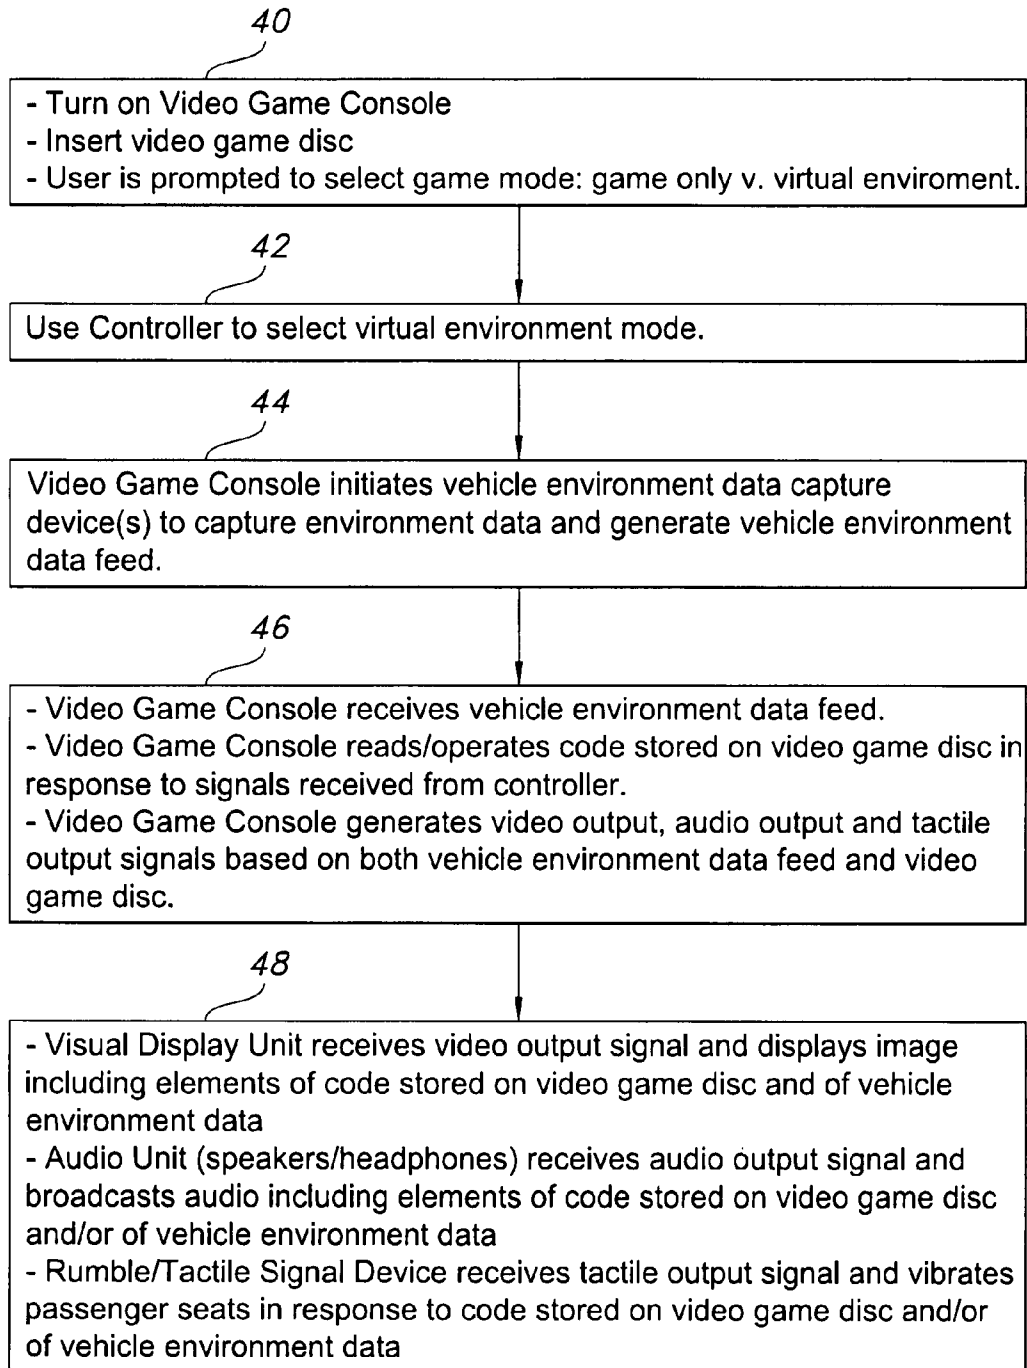 40
- Turn on Video Game Console
- Insert video game disc
- User is prompted to select game mode: game only v. virtual enviroment.
42
Use Controller to select virtual environment mode.
44
Video Game Console initiates vehicle environment data capture
device(s) to capture environment data and generate vehicle environment
data feed.
46
- Video Game Console receives vehicle environment data feed.
- Video Game Console reads/operates code stored on video game disc in
response to signals received from controller.
- Video Game Console generates video output, audio output and tactile
output signals based on both vehicle environment data feed and video
game disc.
48
- Visual Display Unit receives video output signal and displays image
including elements of code stored on video game disc and of vehicle
environment data
- Audio Unit (speakers/headphones) receives audio output signal and
broadcasts audio including elements of code stored on video game disc
and/or of vehicle environment data
- Rumble/Tactile Signal Device receives tactile output signal and vibrates
passenger seats in response to code stored on video game disc and/or
of vehicle environment data